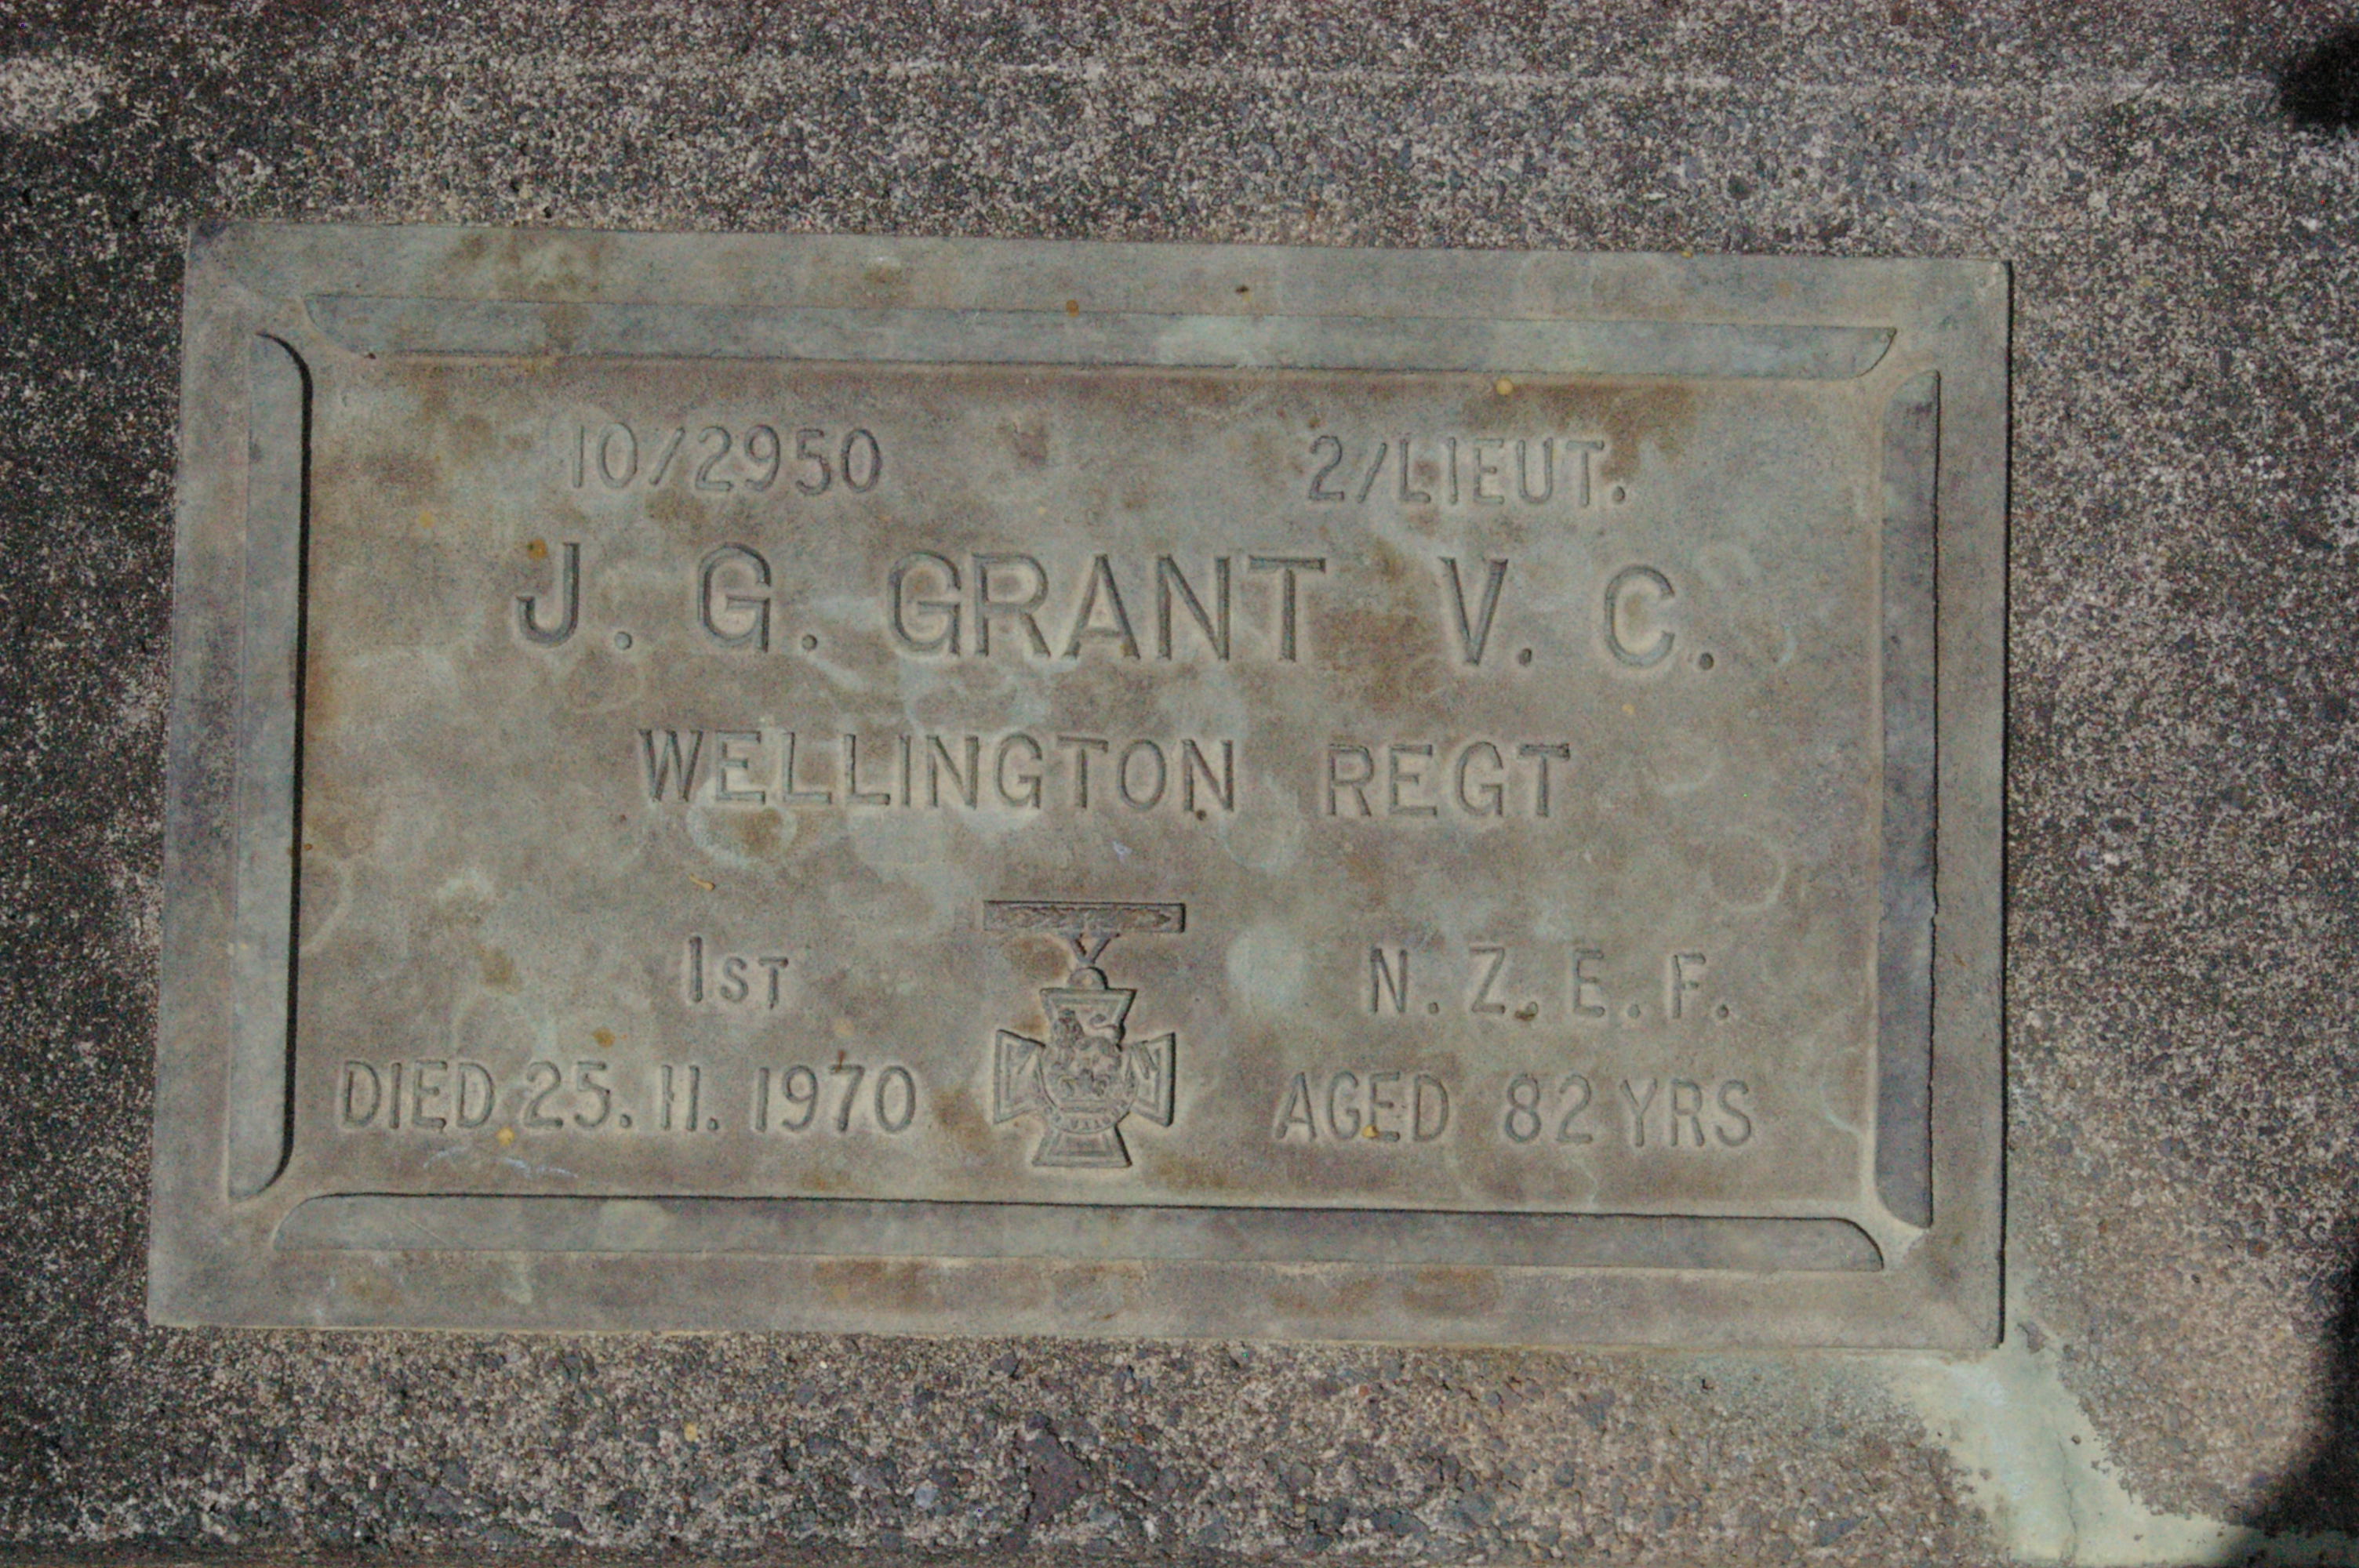 10/2950 2/LIEUT.
J. G. GRANT V. C.
WELLINGTON REGT
1ST N. Z. E. F.
DIED 25. 11. 1970 AGED 82 YRS